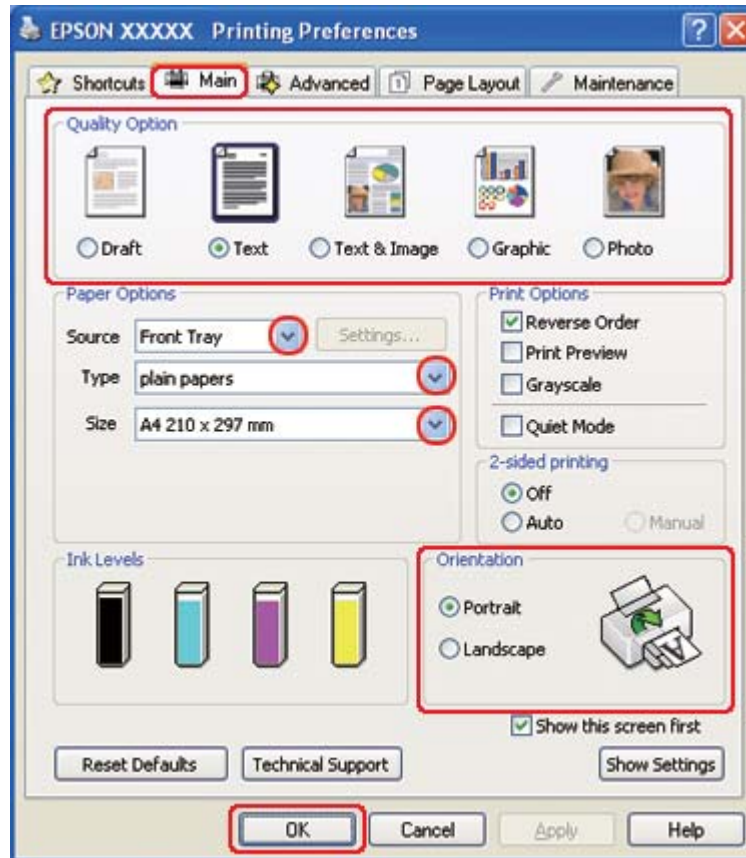 EPSON XXXXX Printing Preferences
Shortcuts Main Advanced 1 Page Layout Maintenance
Quality Option
Draft Text Text & Image Graphic Photo
Paper Options
Source Front Tray Settings...
Type plain papers
Size A4 210 x 297 mm
Print Options
Reverse Order
Print Preview
Grayscale
Quiet Mode
2-sided printing
Off
Auto Manual
Ink Levels
Orientation
Portrait
Landscape
A
Show this screen first
Reset Defaults Technical Support Show Settings
OK Cancel Apply Help